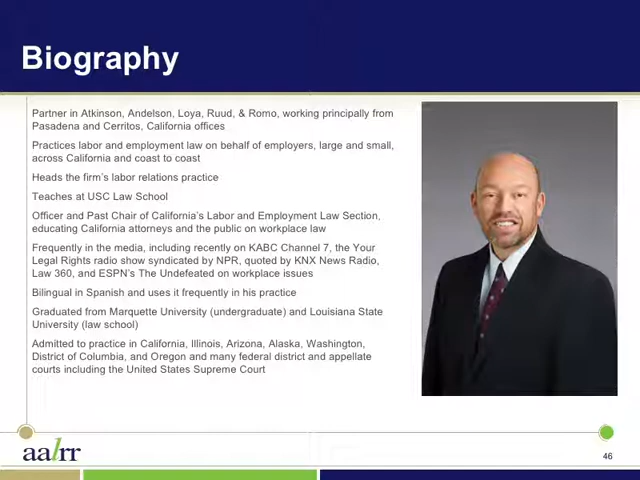 Biography
Partner in Atkinson, Andelson, Loya, Ruud, & Romo, working principally from
Pasadena and Cerritos, California offices
Practices labor and employment law on behalf of employers, large and small,
across California and coast to coast
Heads the firm's labor relations practice
Teaches at USC Law School
Officer and Past Chair of California's Labor and Employment Law Section,
educating California attorneys and the public on workplace law
Frequently in the media, including recently on KABC Channel 7, the Your
Legal Rights radio show syndicated by NPR, quoted by KNX News Radio,
Law 360, and ESPN's The Undefeated on workplace issues
Bilingual in Spanish and uses it frequently in his practice
Graduated from Marquette University (undergraduate) and Louisiana State
University (law school)
Admitted to practice in California, Illinois, Arizona, Alaska, Washington,
District of Columbia, and Oregon and many federal district and appellate
courts including the United States Supreme Court
aalrr
46